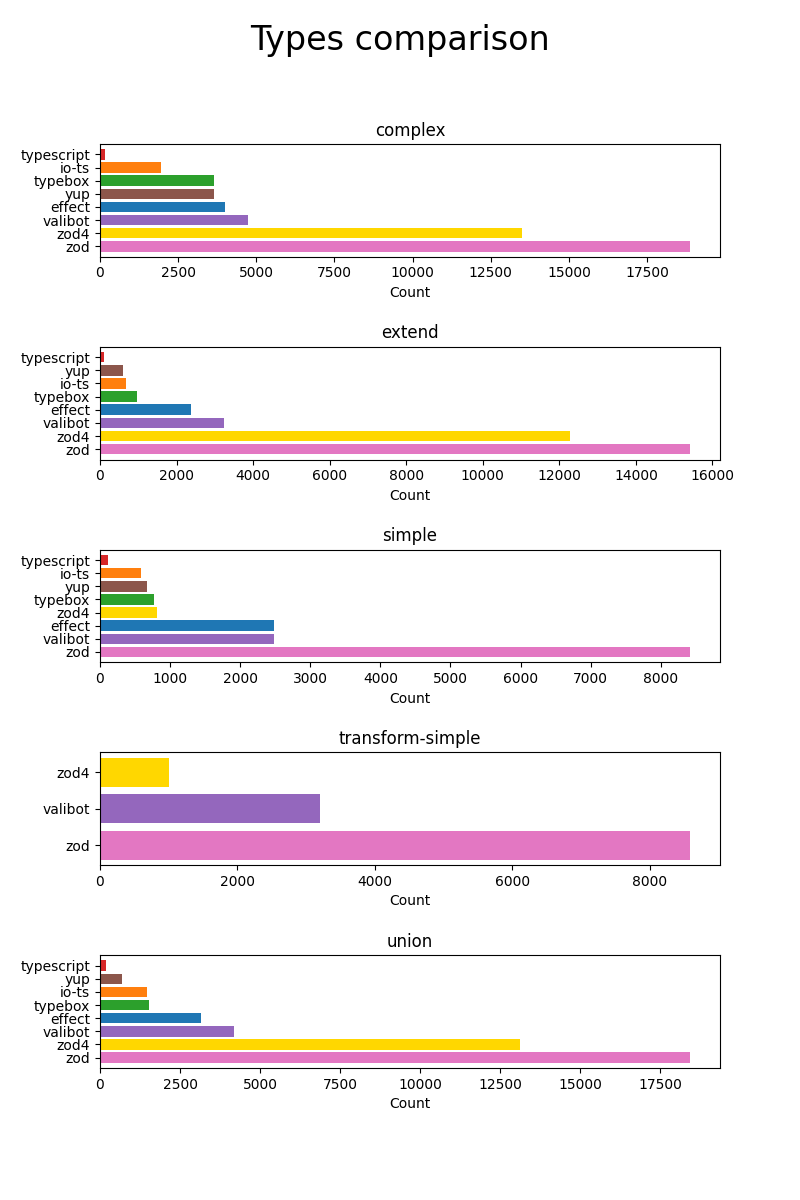 Types comparison
complex
typescript
io-ts
typebox
yup
effect
valibot
zod4
zod
0 2500 5000 7500 10000 12500 15000 17500
Count
extend
typescript
yup
io-ts
typebox
effect
valibot
zod4
zod
0 2000 4000 6000 8000 10000 12000 14000 16000
Count
simple
typescript
io-ts
yup
typebox
zod4
effect
valibot
zod
0 1000 2000 3000 4000 5000 6000 7000 8000
Count
transform-simple
zod4
valibot
zod
0 2000 4000 6000 8000
Count
union
typescript
yup
io-ts
typebox
effect
valibot
zod4
zod
0 2500 5000 7500 10000 12500 15000 17500
Count